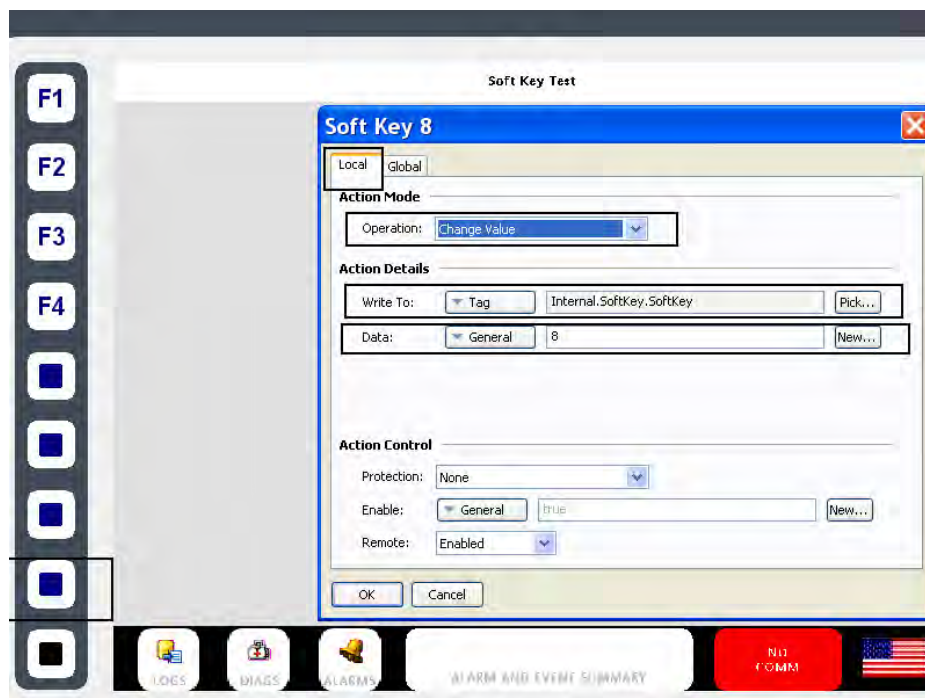 Soft Key Test
F1
F2
F3
F4
Soft Key 8
Local Global
Action Mode
Operation: Change Value
Action Details
Write To: Tag Internal.SoftKey.SoftKey Pick...
Data: General 8 New...
Action Control
Protection: None
Enable: General true New...
Remote: Enabled
OK Cancel
LOGS DIAGS ALARMS ALARM AND EVENT SUMMARY
NO
COMM